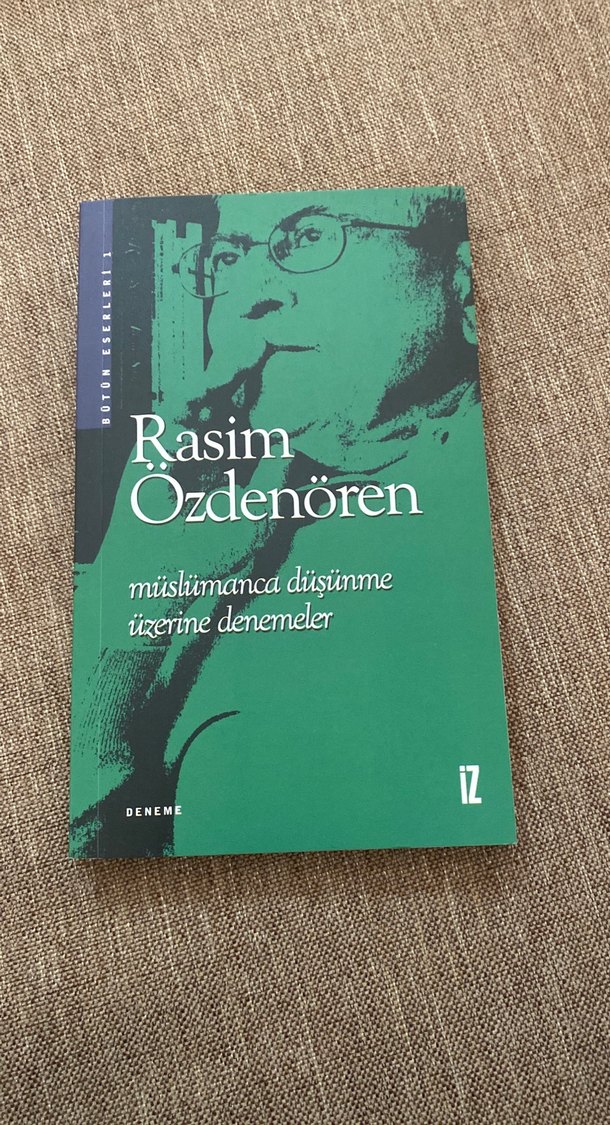 BÜTÜN ESERLERİ 1
Rasim
Özdenören
müslümanca düşünme
üzerine denemeler
DENEME
İZ